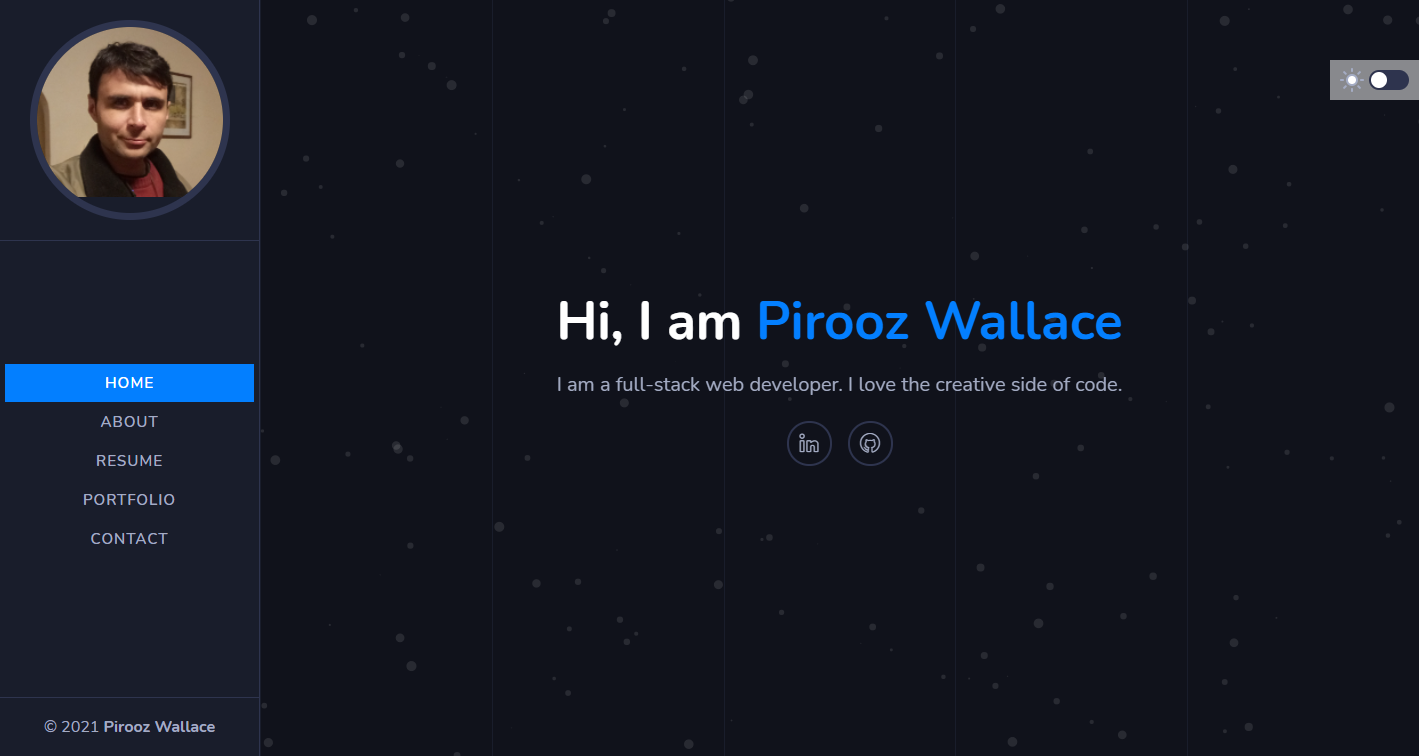 HOME
ABOUT
RESUME
PORTFOLIO
CONTACT
© 2021 Pirooz Wallace
Hi, I am Pirooz Wallace
I am a full-stack web developer. I love the creative side of code.
in